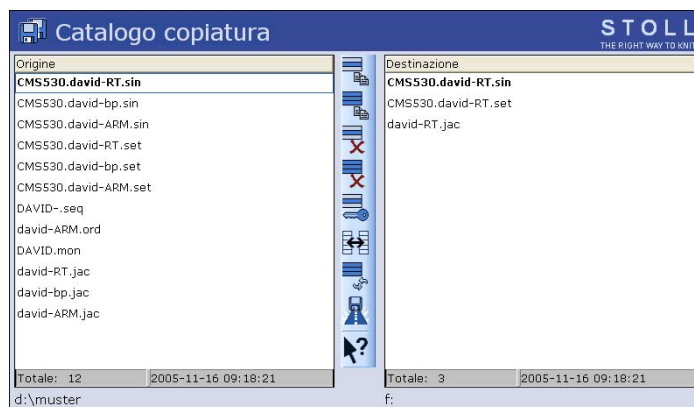 Catalogo copiatura
STOLL
THE RIGHT WAY TO KNIT
Origine
CMS530.david-RT.sin
CMS530.david-bp.sin
CMS530.david-ARM.sin
CMS530.david-RT.set
CMS530.david-bp.set
CMS530.david-ARM.set
DAVID-.seq
david-ARM.ord
DAVID.mon
david-RT.jac
david-bp.jac
david-ARM.jac
Totale: 12 2005-11-16 09:18:21
d:\muster
Destinazione
CMS530.david-RT.sin
CMS530.david-RT.set
david-RT.jac
Totale: 3 2005-11-16 09:18:21
f: